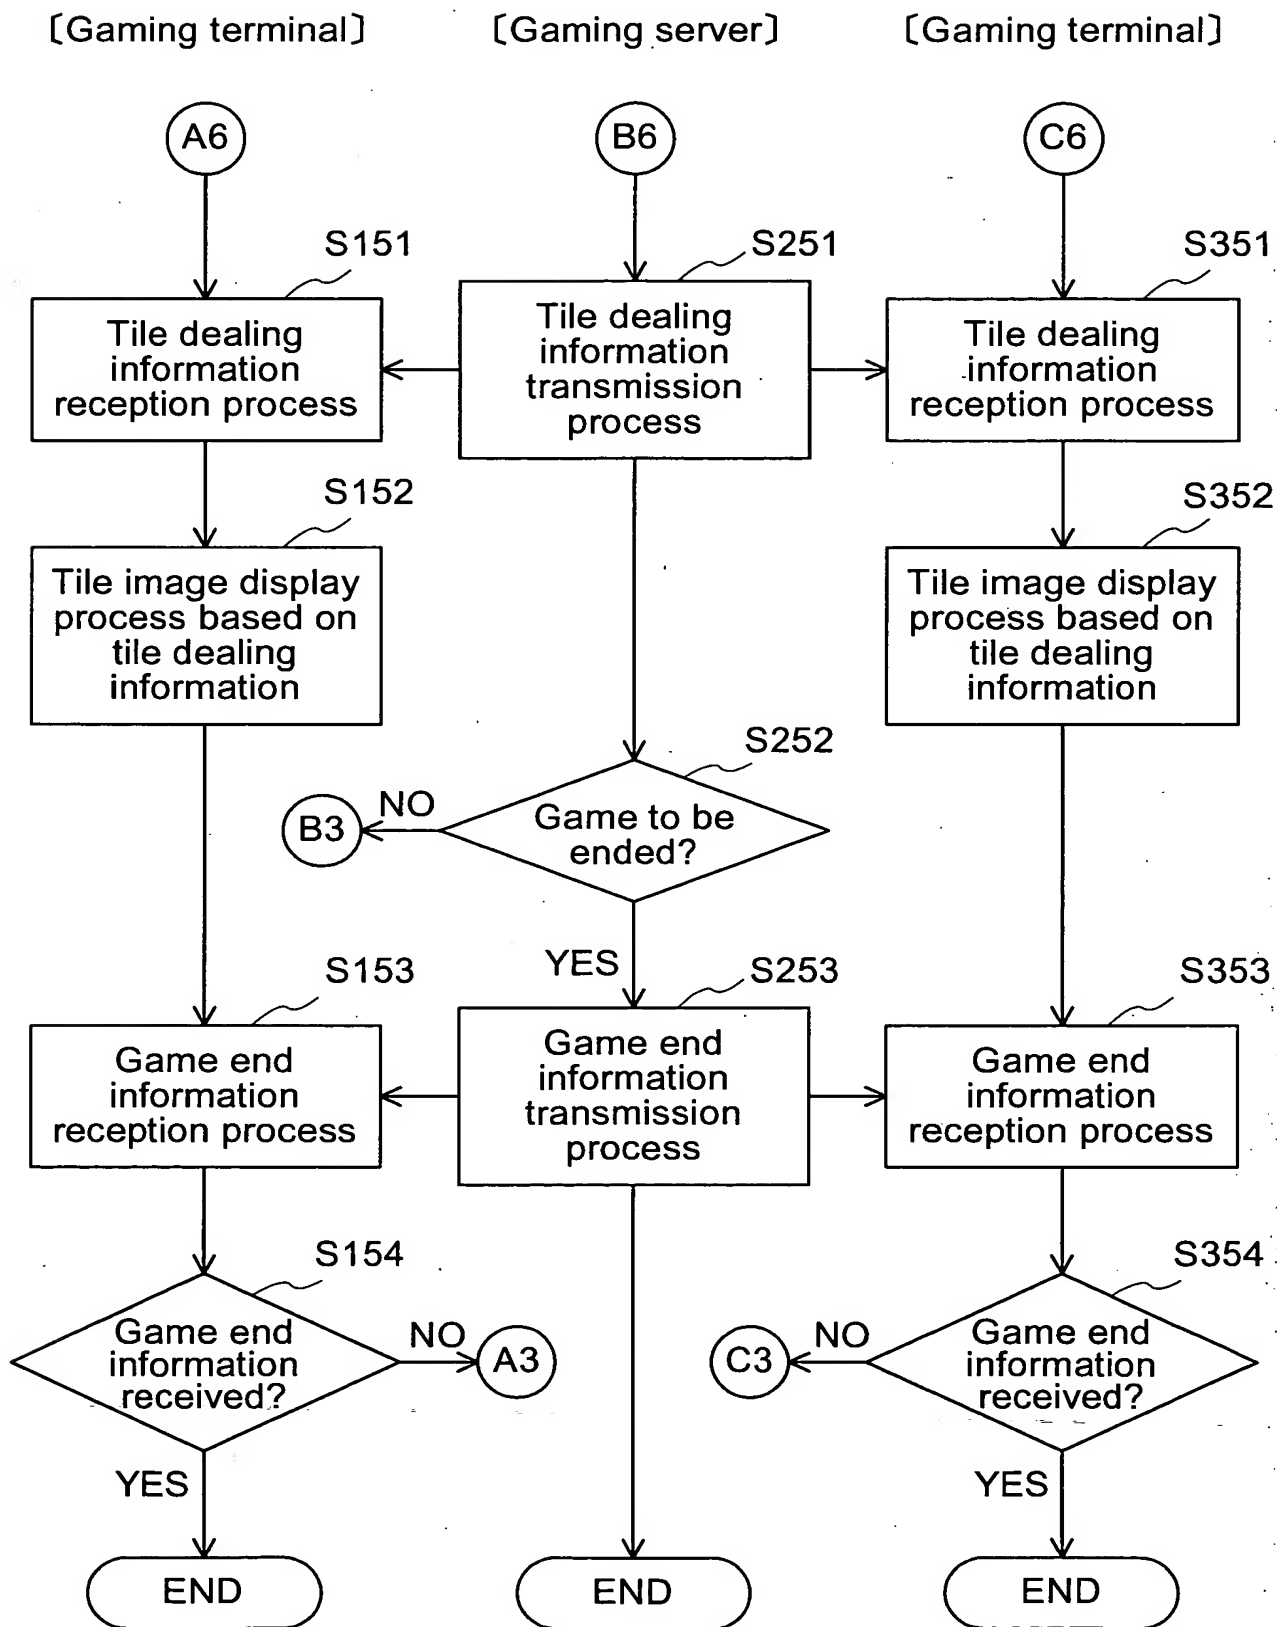 [Gaming terminal]
[Gaming server]
[Gaming terminal]
A6
B6
C6
S151
S251
S351
Tile dealing
information
reception process
Tile dealing
information
transmission
process
Tile dealing
information
reception process
S152
S352
Tile image display
process based on
tile dealing
information
Tile image display
process based on
tile dealing
information
S252
B3
NO
Game to be
ended?
YES
S153
S253
S353
Game end
information
reception process
Game end
information
transmission
process
Game end
information
reception process
S154
S354
Game end
information
received?
NO
A3
C3
NO
Game end
information
received?
YES
YES
END
END
END